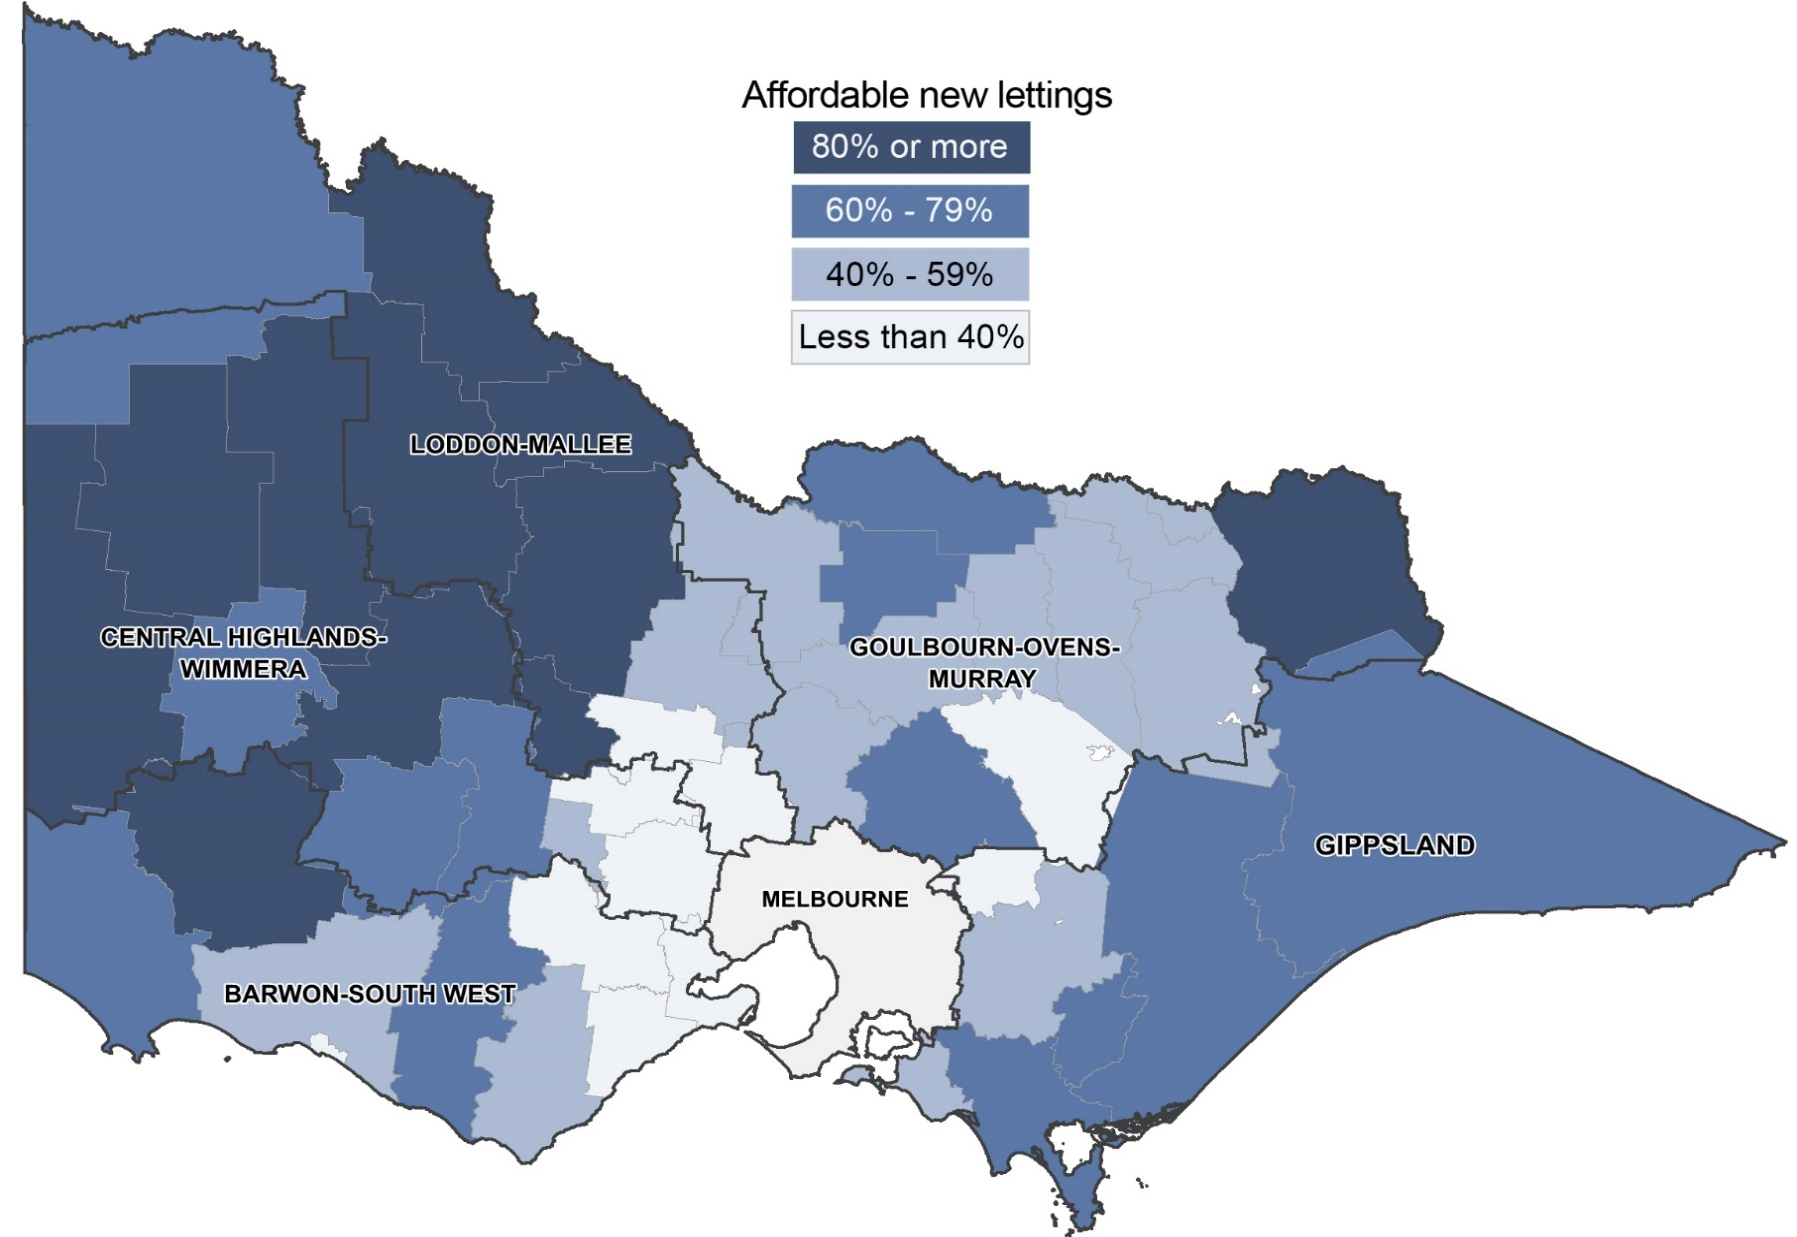 Affordable new lettings
80% or more
60% - 79%
40% - 59%
Less than 40%
LODDON-MALLEE
CENTRAL HIGHLANDS-
WIMMERA
GOULBOURN-OVENS-
MURRAY
GIPPSLAND
MELBOURNE
BARWON-SOUTH WEST